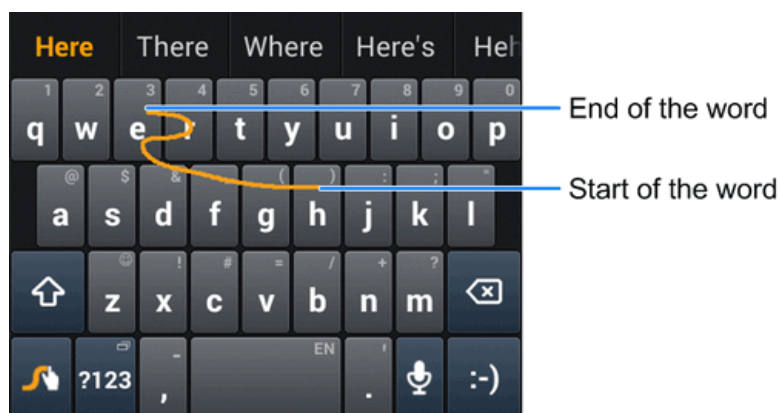 Here There Where Here's Heh
1 2 3 4 5 6 7 8 9 0
q w e r t y u i o p
End of the word
@ $ & ( ) : ; "
a s d f g h j k l
Start of the word
! # = / + ?
z x c v b n m
EN
?123 , - . ' :-)